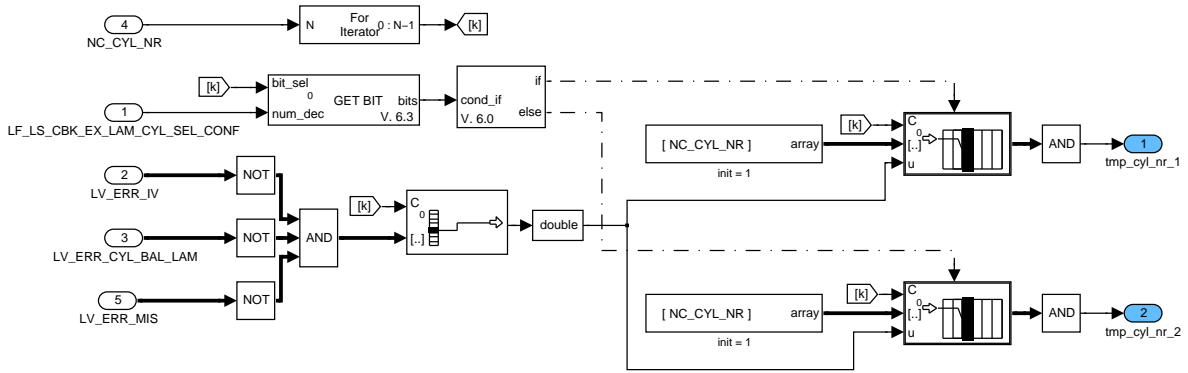 4
NC_CYL_NR
N
For
Iterator
0 : N−1
[k]
[k]
1
LF_LS_CBK_EX_LAM_CYL_SEL_CONF
bit_sel
0
num_dec
GET BIT
bits
V. 6.3
cond_if
V. 6.0
if
else
[ NC_CYL_NR ]
array
init = 1
[k]
C
0
[..]
u
AND
1
tmp_cyl_nr_1
2
LV_ERR_IV
NOT
3
LV_ERR_CYL_BAL_LAM
NOT
5
LV_ERR_MIS
NOT
AND
[k]
C
0
[..]
double
[ NC_CYL_NR ]
array
init = 1
[k]
C
0
[..]
u
AND
2
tmp_cyl_nr_2